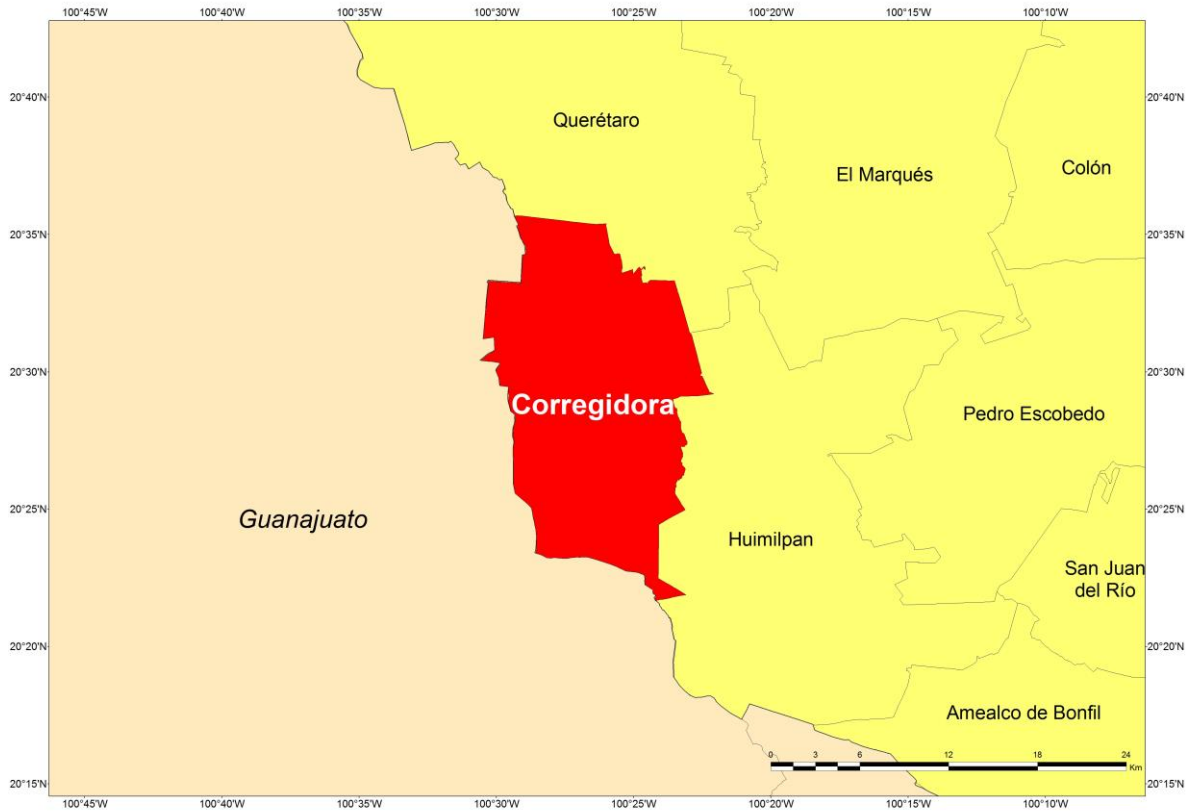 100°45'W 100°40'W 100°35'W 100°30'W 100°25'W 100°20'W 100°15'W 100°10'W
20°40'N 20°40'N
Querétaro
El Marqués
Colón
20°35'N 20°35'N
20°30'N 20°30'N
Corregidora
Pedro Escobedo
20°25'N 20°25'N
Guanajuato
Huimilpan
San Juan
del Río
20°20'N 20°20'N
Amealco de Bonfil
0 3 6 12 18 24
Km
20°15'N 20°15'N
100°45'W 100°40'W 100°35'W 100°30'W 100°25'W 100°20'W 100°15'W 100°10'W